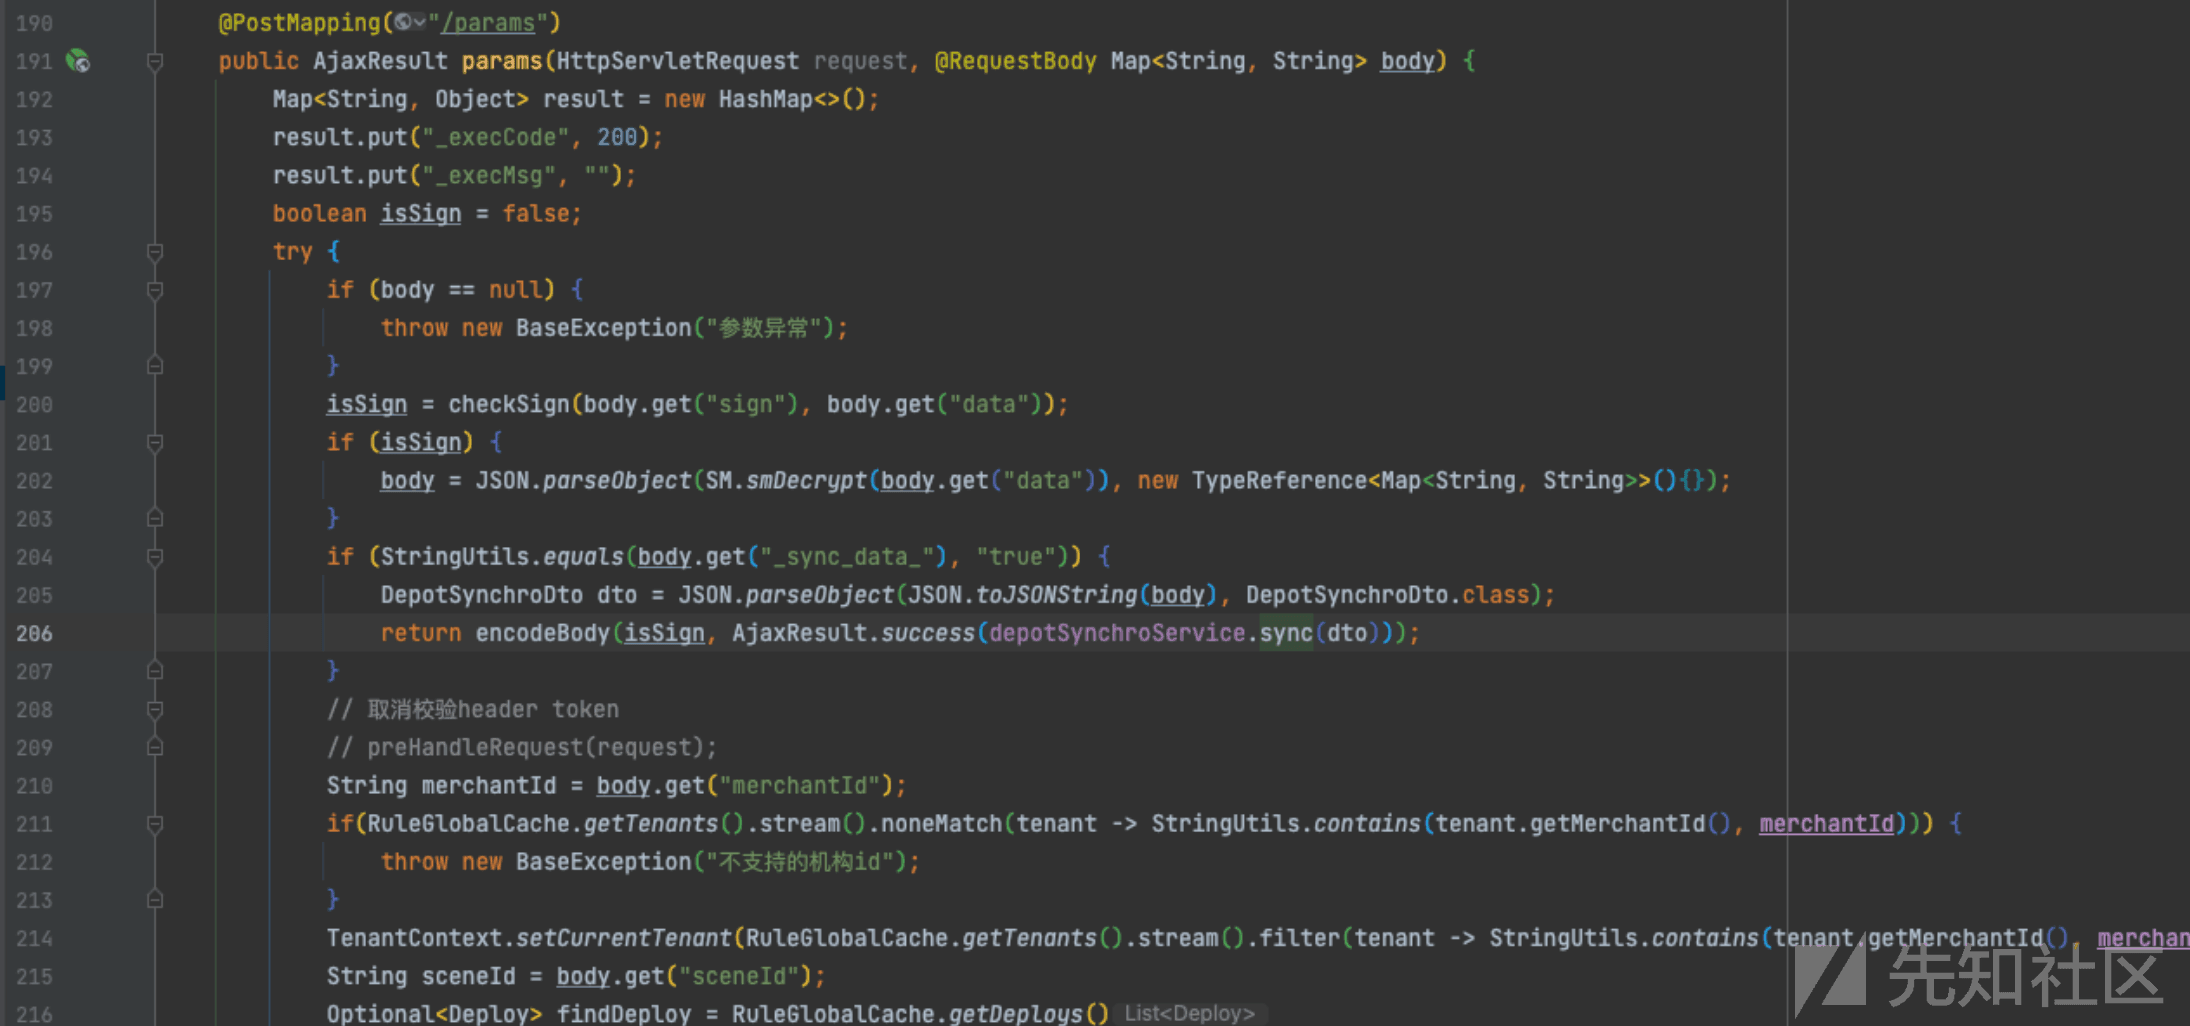 190 @PostMapping("/params")
191 public AjaxResult params(HttpServletRequest request, @RequestBody Map<String, String> body) {
192 Map<String, Object> result = new HashMap<>();
193 result.put("_execCode", 200);
194 result.put("_execMsg", "");
195 boolean isSign = false;
196 try {
197 if (body == null) {
198 throw new BaseException("参数异常");
199 }
200 isSign = checkSign(body.get("sign"), body.get("data"));
201 if (isSign) {
202 body = JSON.parseObject(SM.smDecrypt(body.get("data")), new TypeReference<Map<String, String>>(){});
203 }
204 if (StringUtils.equals(body.get("_sync_data_"), "true")) {
205 DepotSynchroDto dto = JSON.parseObject(JSON.toJSONString(body), DepotSynchroDto.class);
206 return encodeBody(isSign, AjaxResult.success(depotSynchroService.sync(dto)));
207 }
208 // 取消校验header token
209 // preHandleRequest(request);
210 String merchantId = body.get("merchantId");
211 if(RuleGlobalCache.getTenants().stream().noneMatch(tenant -> StringUtils.contains(tenant.getMerchantId(), merchantId))) {
212 throw new BaseException("不支持的机构id");
213 }
214 TenantContext.setCurrentTenant(RuleGlobalCache.getTenants().stream().filter(tenant -> StringUtils.contains(tenant.getMerchantId(), merchan
215 String sceneId = body.get("sceneId");
216 Optional<Deploy> findDeploy = RuleGlobalCache.getDeploys() List<Deploy>
先知社区